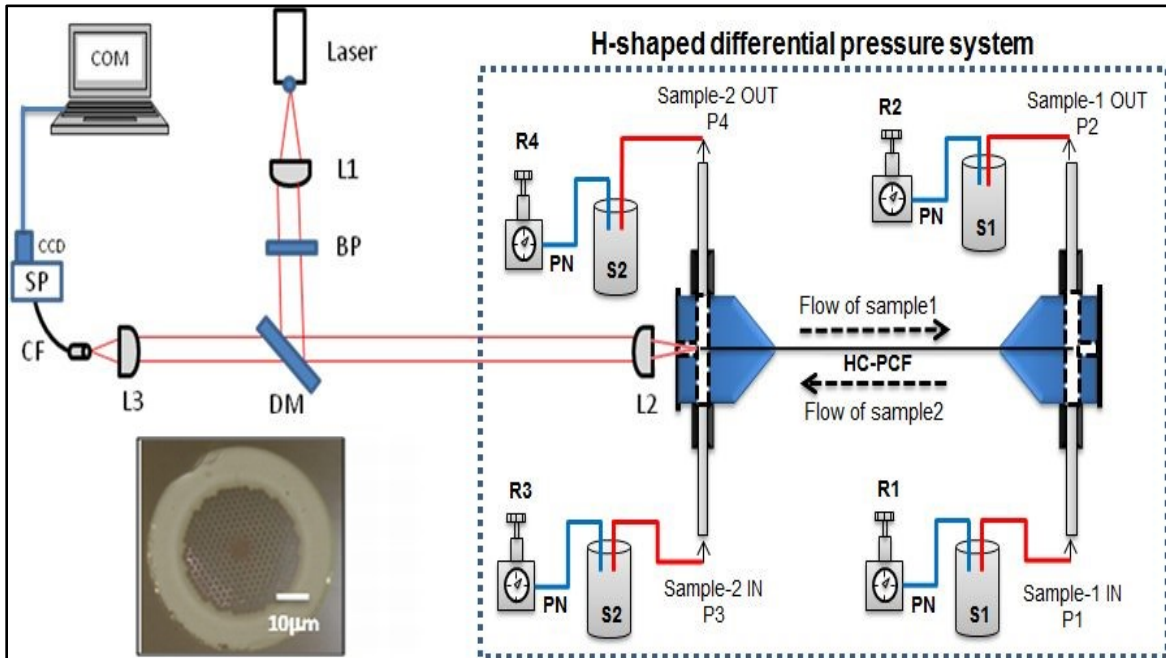 H-shaped differential pressure system
COM
Laser
L1
BP
CCD
SP
CF
L3
DM
L2
10μm
Sample-2 OUT
P4
R4
PN
S2
Sample-1 OUT
P2
R2
PN
S1
Flow of sample1
HC-PCF
Flow of sample2
R3
PN
S2
Sample-2 IN
P3
R1
PN
S1
Sample-1 IN
P1